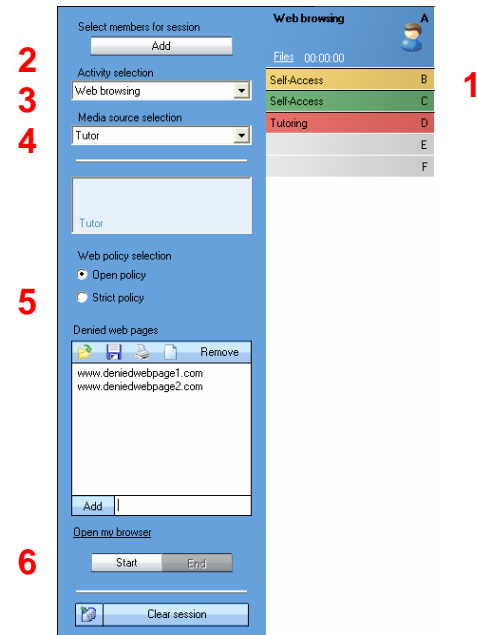 Select members for session
Add
2
Activity selection
3
Web browsing
Media source selection
4
Tutor
Tutor
Web policy selection
Open policy
5
Strict policy
Denied web pages
Remove
www.deniedwebpage1.com
www.deniedwebpage2.com
Add
Open my browser
6
Start End
Clear session
Web browsing A
Files 00:00:00
Self-Access B
1
Self-Access C
Tutoring D
E
F